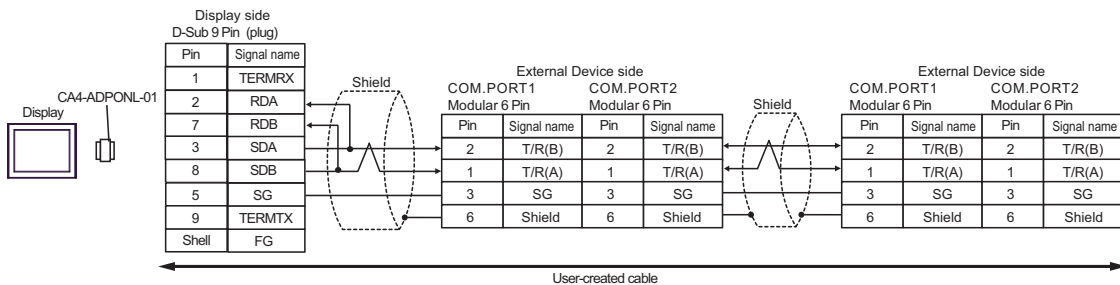 Display side
D-Sub 9 Pin (plug)
Pin Signal name
1 TERMRX
2 RDA
7 RDB
3 SDA
8 SDB
5 SG
9 TERMTX
Shell FG
Display
CA4-ADPONL-01
Shield
External Device side
COM.PORT1 COM.PORT2
Modular 6 Pin Modular 6 Pin
Pin Signal name Pin Signal name
2 T/R(B) 2 T/R(B)
1 T/R(A) 1 T/R(A)
3 SG 3 SG
6 Shield 6 Shield
Shield
External Device side
COM.PORT1 COM.PORT2
Modular 6 Pin Modular 6 Pin
Pin Signal name Pin Signal name
2 T/R(B) 2 T/R(B)
1 T/R(A) 1 T/R(A)
3 SG 3 SG
6 Shield 6 Shield
User-created cable